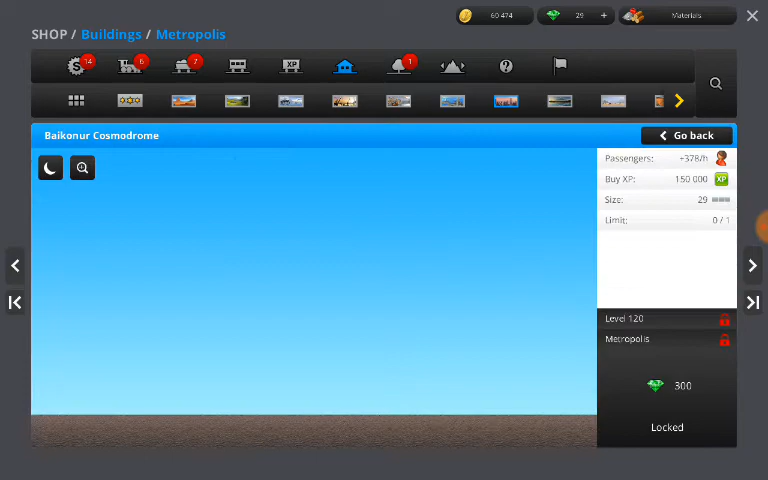 60 474
29 +
Materials
SHOP / Buildings / Metropolis
14
6
7
XP
1
Baikonur Cosmodrome
Go back
Passengers: +378/h
Buy XP: 150 000 XP
Size: 29
Limit: 0 / 1
Level 120
Metropolis
300
Locked